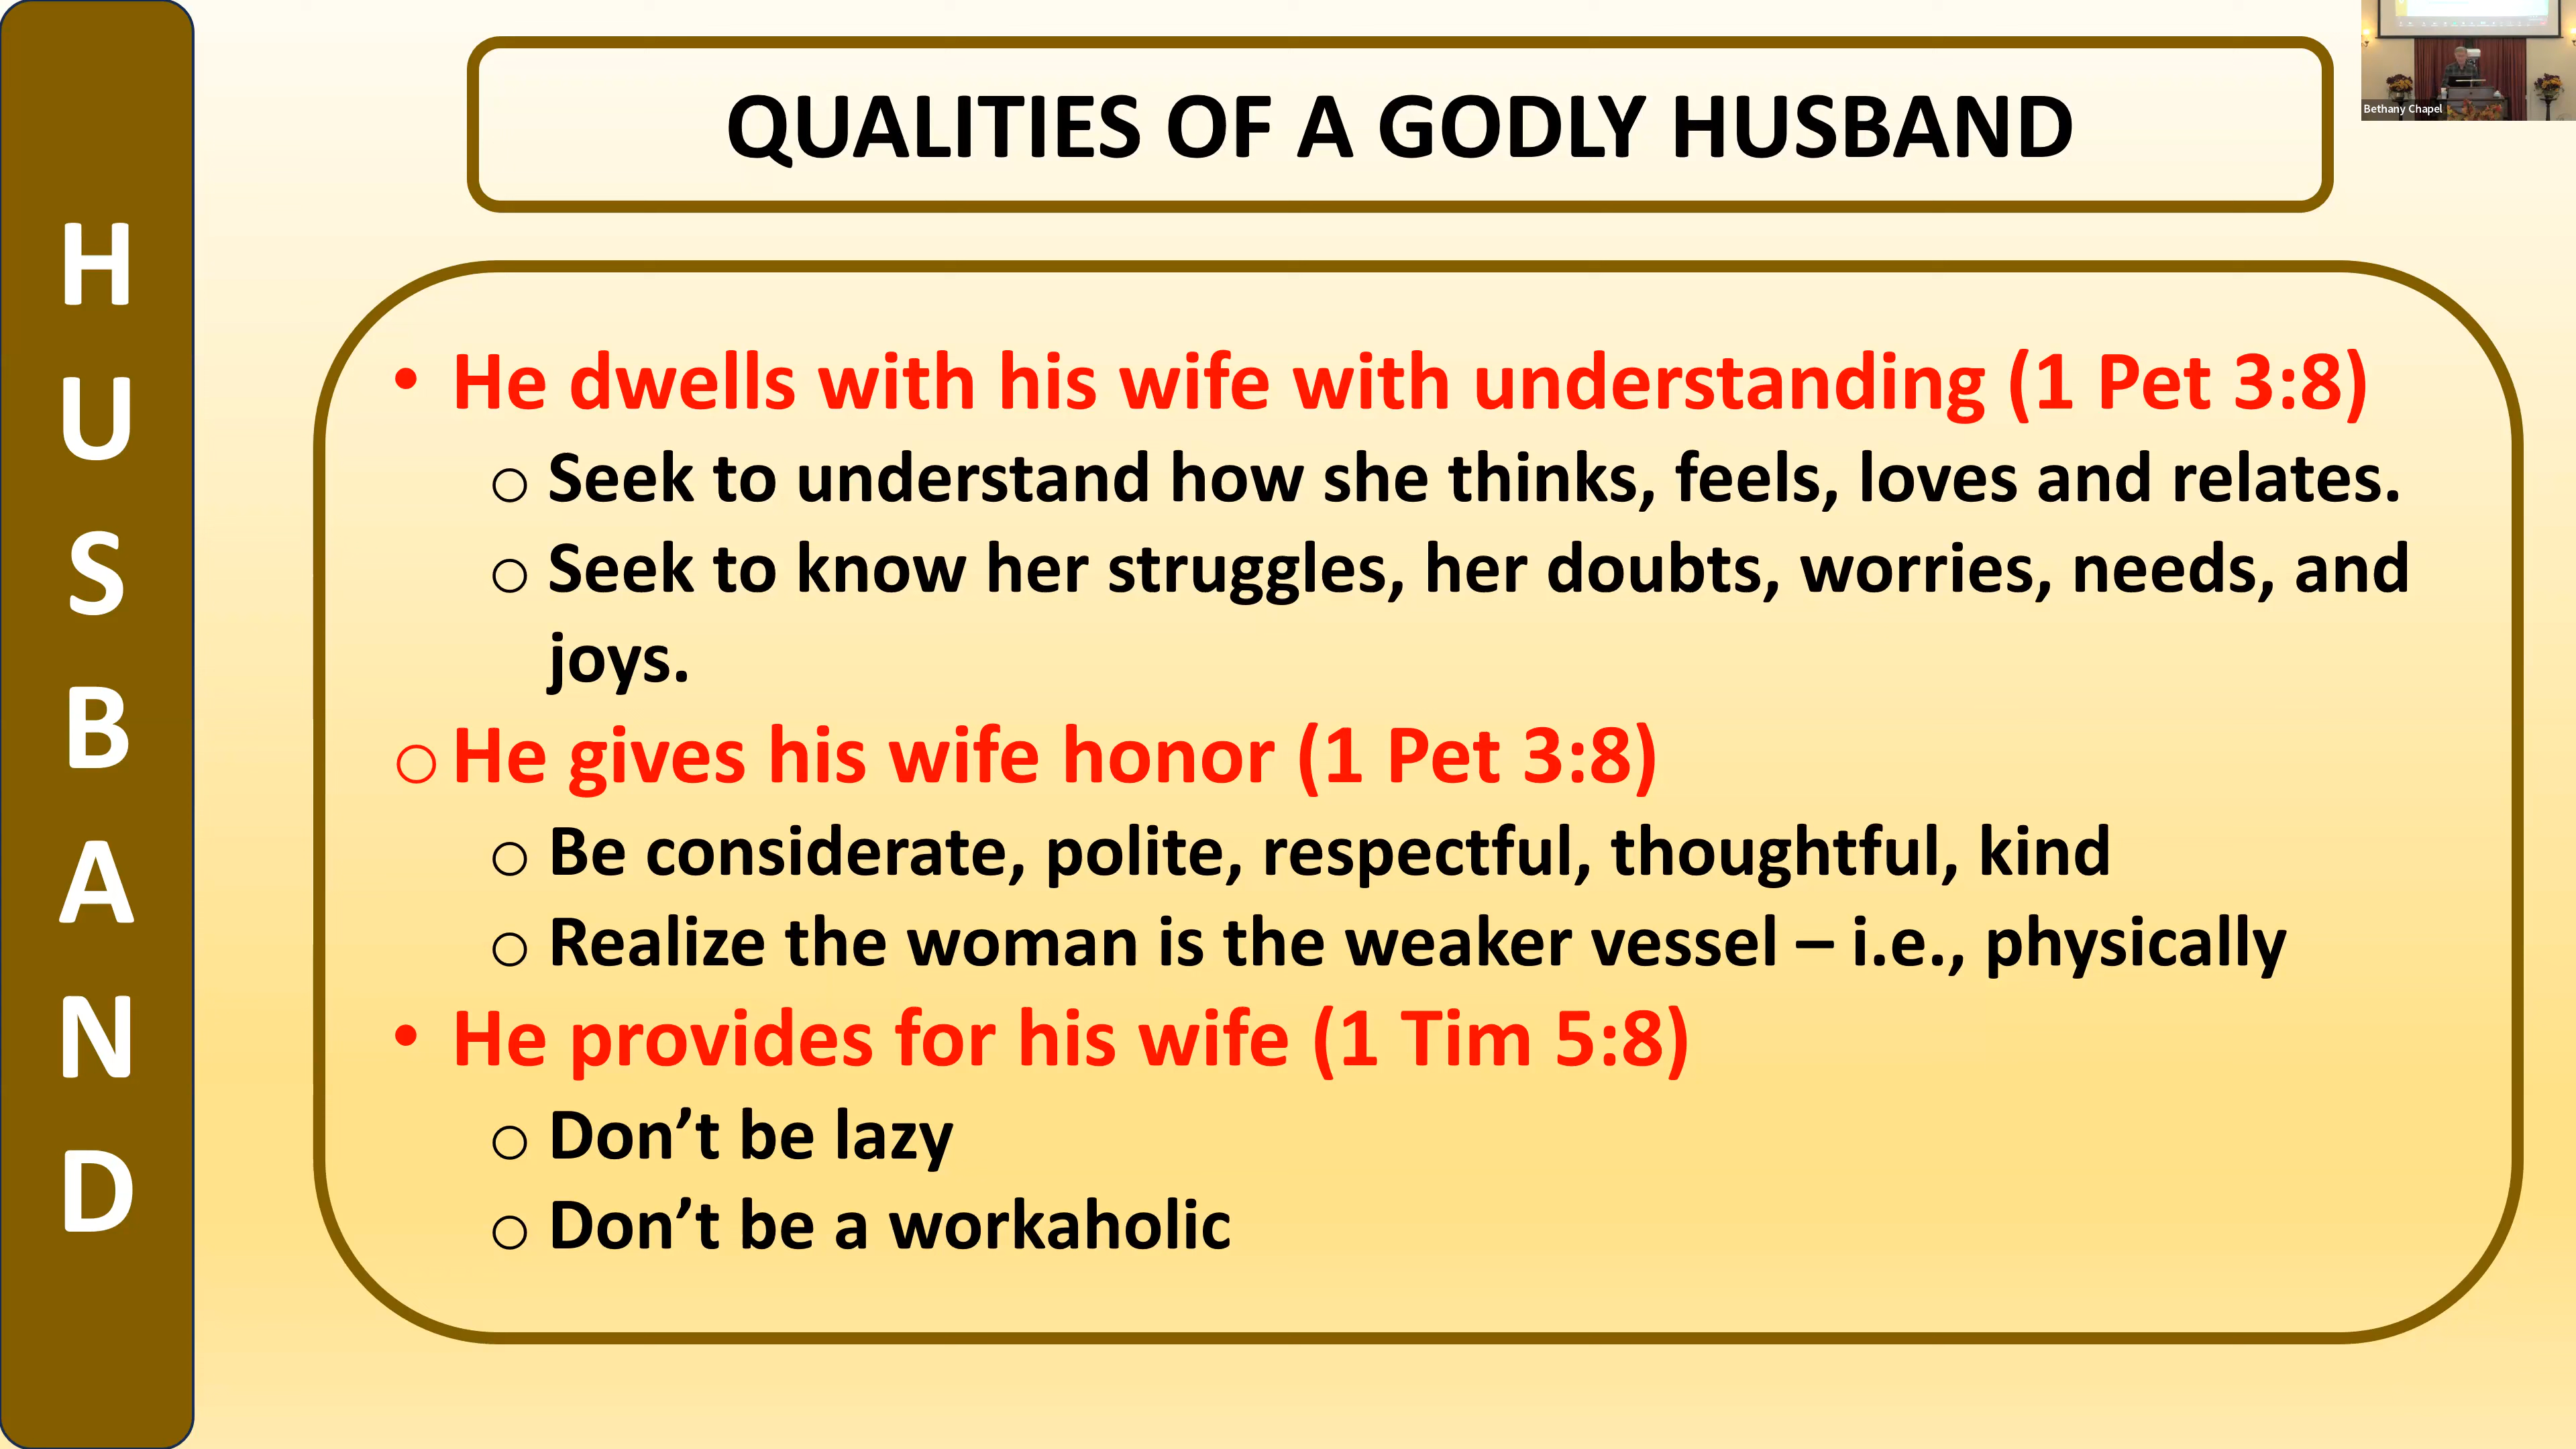 QUALITIES OF A GODLY HUSBAND
Bethany Chapel
H
U
S
B
A
N
D
• He dwells with his wife with understanding (1 Pet 3:8)
o Seek to understand how she thinks, feels, loves and relates.
o Seek to know her struggles, her doubts, worries, needs, and
joys.
o He gives his wife honor (1 Pet 3:8)
o Be considerate, polite, respectful, thoughtful, kind
o Realize the woman is the weaker vessel – i.e., physically
• He provides for his wife (1 Tim 5:8)
o Don’t be lazy
o Don’t be a workaholic